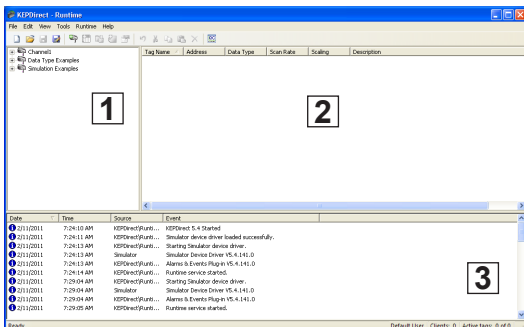 KEPDirect - Runtime
File Edit View Tools Runtime Help
Channel1
Data Type Examples
Simulation Examples
1
Tag Name Address Data Type Scan Rate Scaling Description
2
Date Time Source Event
2/11/2011 7:24:10 AM KEPDirect\Runti... KEPDirect 5.4 Started
2/11/2011 7:24:11 AM KEPDirect\Runti... Simulator device driver loaded successfully.
2/11/2011 7:24:13 AM KEPDirect\Runti... Starting Simulator device driver.
2/11/2011 7:24:13 AM Simulator Simulator Device Driver V5.4.141.0
2/11/2011 7:24:13 AM KEPDirect\Runti... Alarms & Events Plug-in V5.4.141.0
2/11/2011 7:24:14 AM KEPDirect\Runti... Runtime service started.
2/11/2011 7:29:04 AM KEPDirect\Runti... Starting Simulator device driver.
2/11/2011 7:29:04 AM Simulator Simulator Device Driver V5.4.141.0
2/11/2011 7:29:04 AM KEPDirect\Runti... Alarms & Events Plug-in V5.4.141.0
2/11/2011 7:29:05 AM KEPDirect\Runti... Runtime service started.
3
Ready Default User Clients: 0 Active tags: 0 of 0